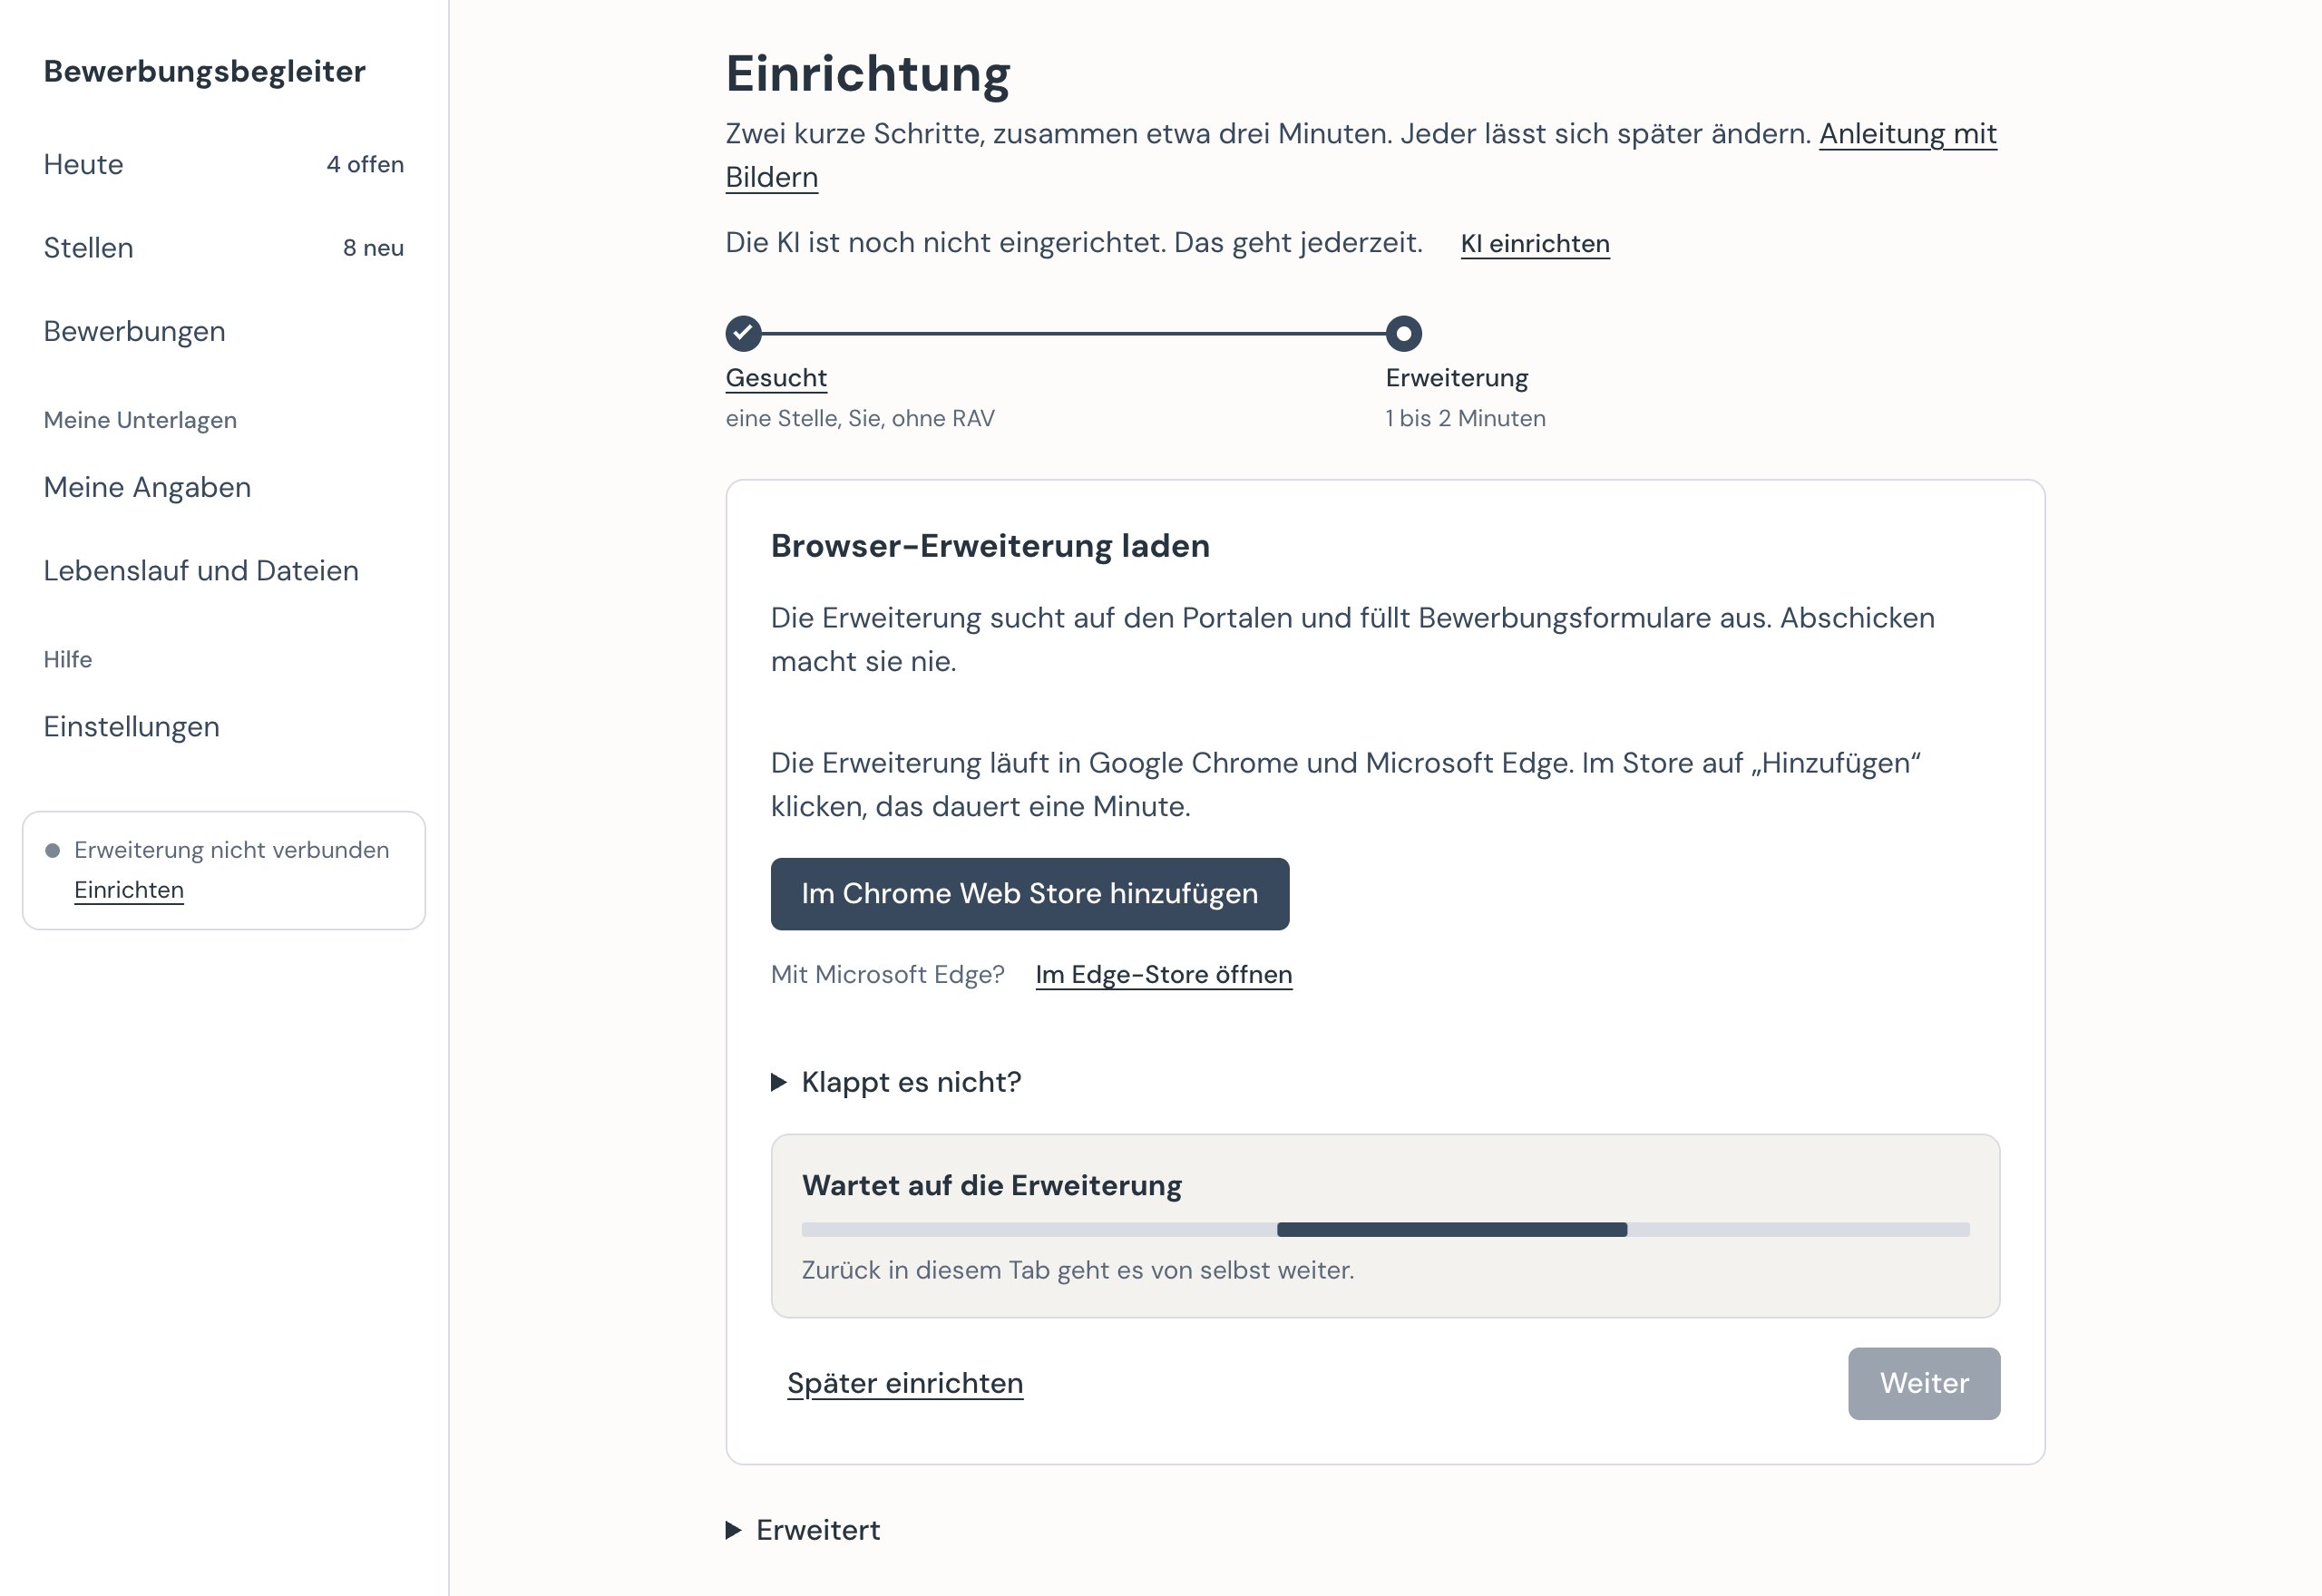 Bewerbungsbegleiter
Heute
4 offen
Stellen
8 neu
Bewerbungen
Meine Unterlagen
Meine Angaben
Lebenslauf und Dateien
Hilfe
Einstellungen
Erweiterung nicht verbunden
Einrichten
Einrichtung
Zwei kurze Schritte, zusammen etwa drei Minuten. Jeder lässt sich später ändern. Anleitung mit
Bildern
Die KI ist noch nicht eingerichtet. Das geht jederzeit. KI einrichten
Gesucht
eine Stelle, Sie, ohne RAV
Erweiterung
1 bis 2 Minuten
Browser-Erweiterung laden
Die Erweiterung sucht auf den Portalen und füllt Bewerbungsformulare aus. Abschicken
macht sie nie.
Die Erweiterung läuft in Google Chrome und Microsoft Edge. Im Store auf „Hinzufügen“
klicken, das dauert eine Minute.
Im Chrome Web Store hinzufügen
Mit Microsoft Edge? Im Edge-Store öffnen
Klappt es nicht?
Wartet auf die Erweiterung
Zurück in diesem Tab geht es von selbst weiter.
Später einrichten
Weiter
Erweitert